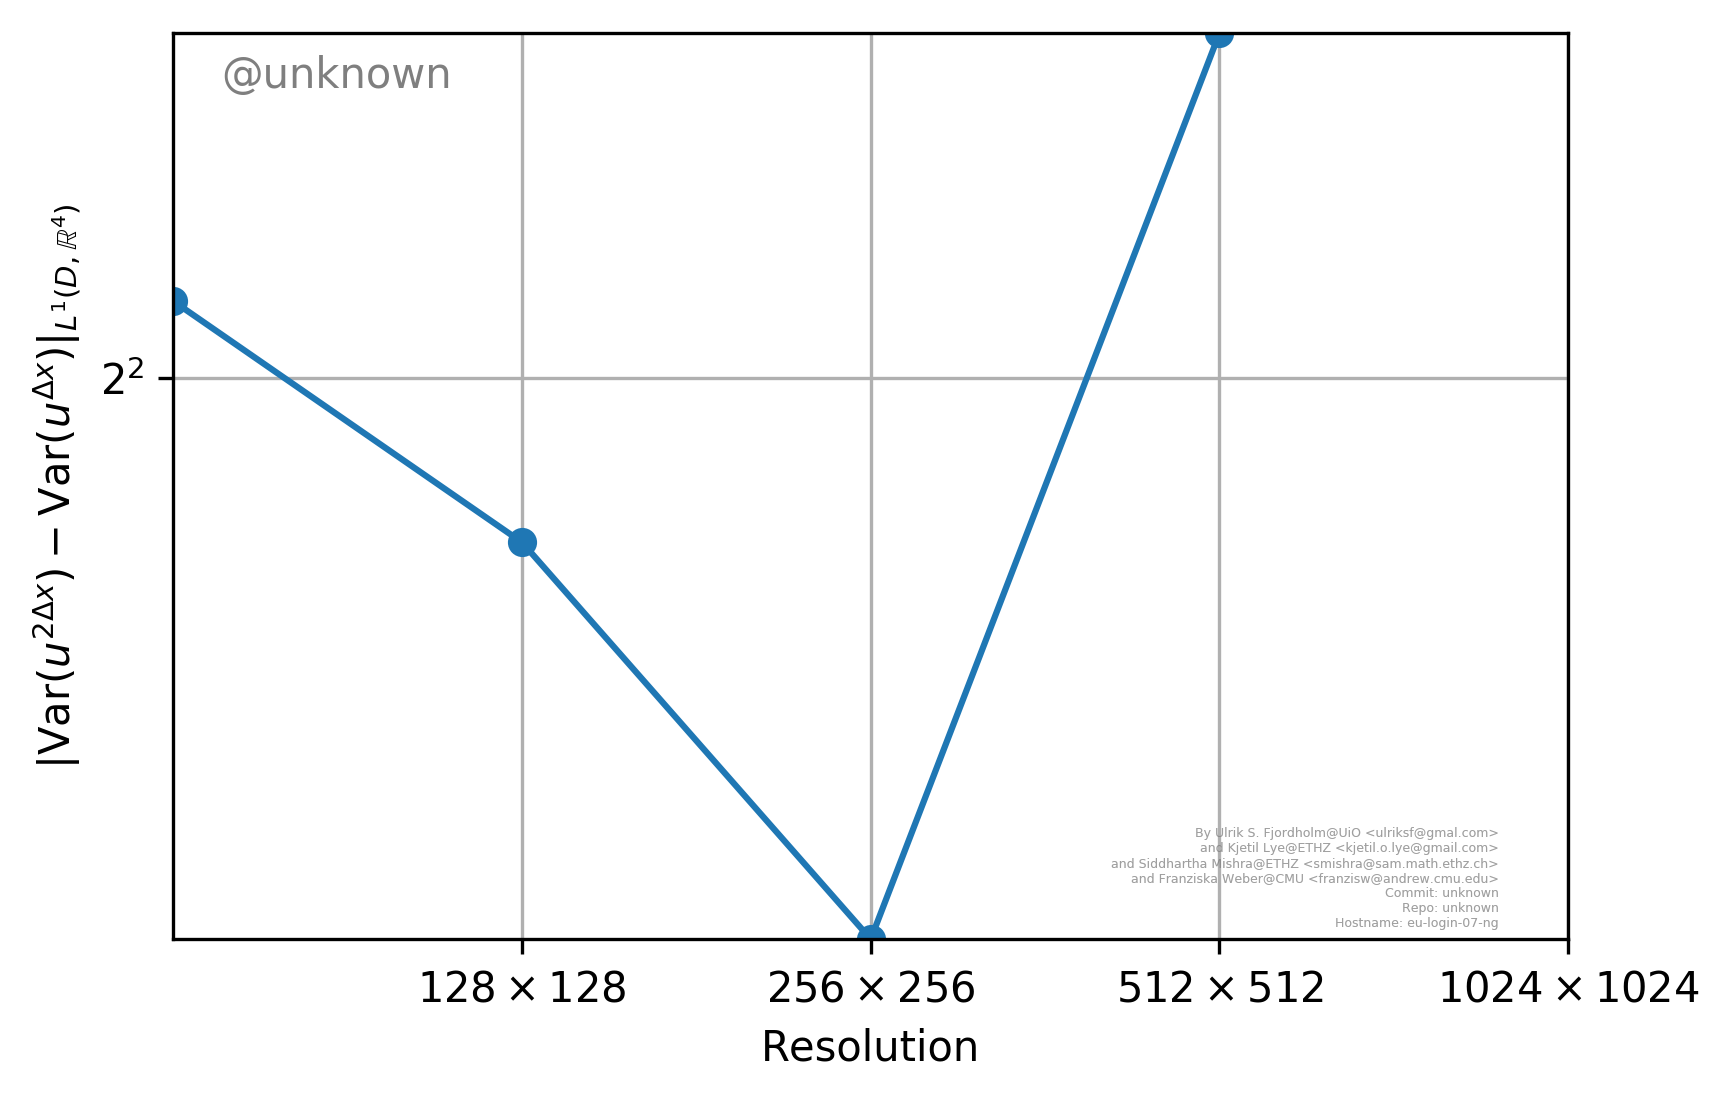 @unknown
|Var(u^{2Δx}) − Var(u^{Δx})|_{L^1(D, ℝ^4)}
2^2
By Ulrik S. Fjordholm@UiO <ulriksf@gmal.com>
and Kjetil Lye@ETHZ <kjetil.o.lye@gmail.com>
and Siddhartha Mishra@ETHZ <smishra@sam.math.ethz.ch>
and Franziska Weber@CMU <franzisw@andrew.cmu.edu>
Commit: unknown
Repo: unknown
Hostname: eu-login-07-ng
128 × 128
256 × 256
512 × 512
1024 × 1024
Resolution